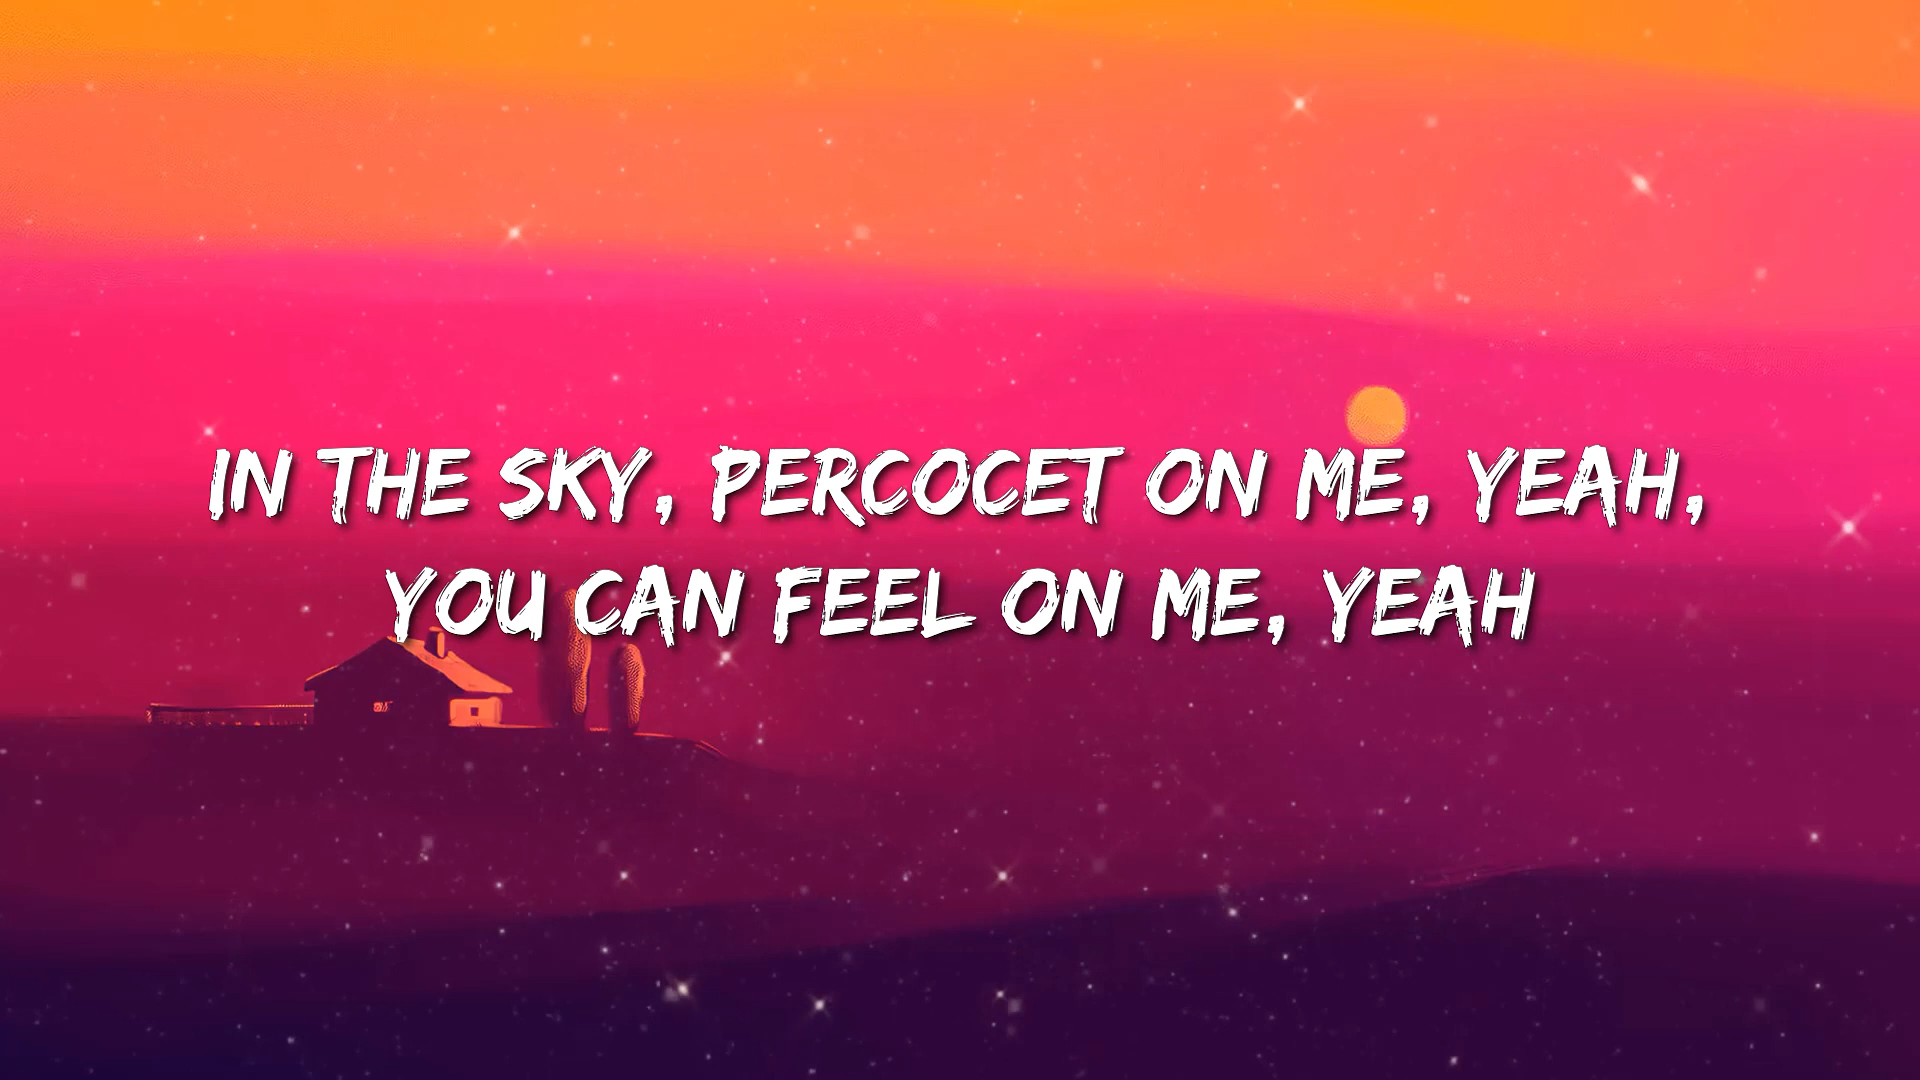 IN THE SKY, PERCOCET ON ME, YEAH,
YOU CAN FEEL ON ME, YEAH